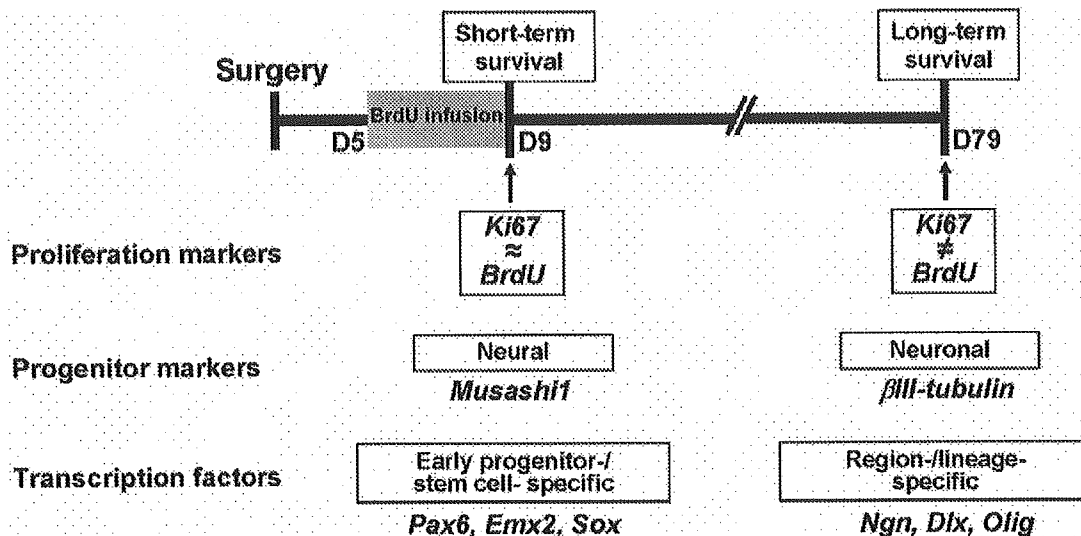 Short-term
survival
Long-term
survival
Surgery
BrdU infusion
D5
D9
D79
Proliferation markers
Ki67
≈
BrdU
Ki67
≠
BrdU
Progenitor markers
Neural
Musashi1
Neuronal
βIII-tubulin
Transcription factors
Early progenitor-/
stem cell- specific
Pax6, Emx2, Sox
Region-/lineage-
specific
Ngn, Dlx, Olig